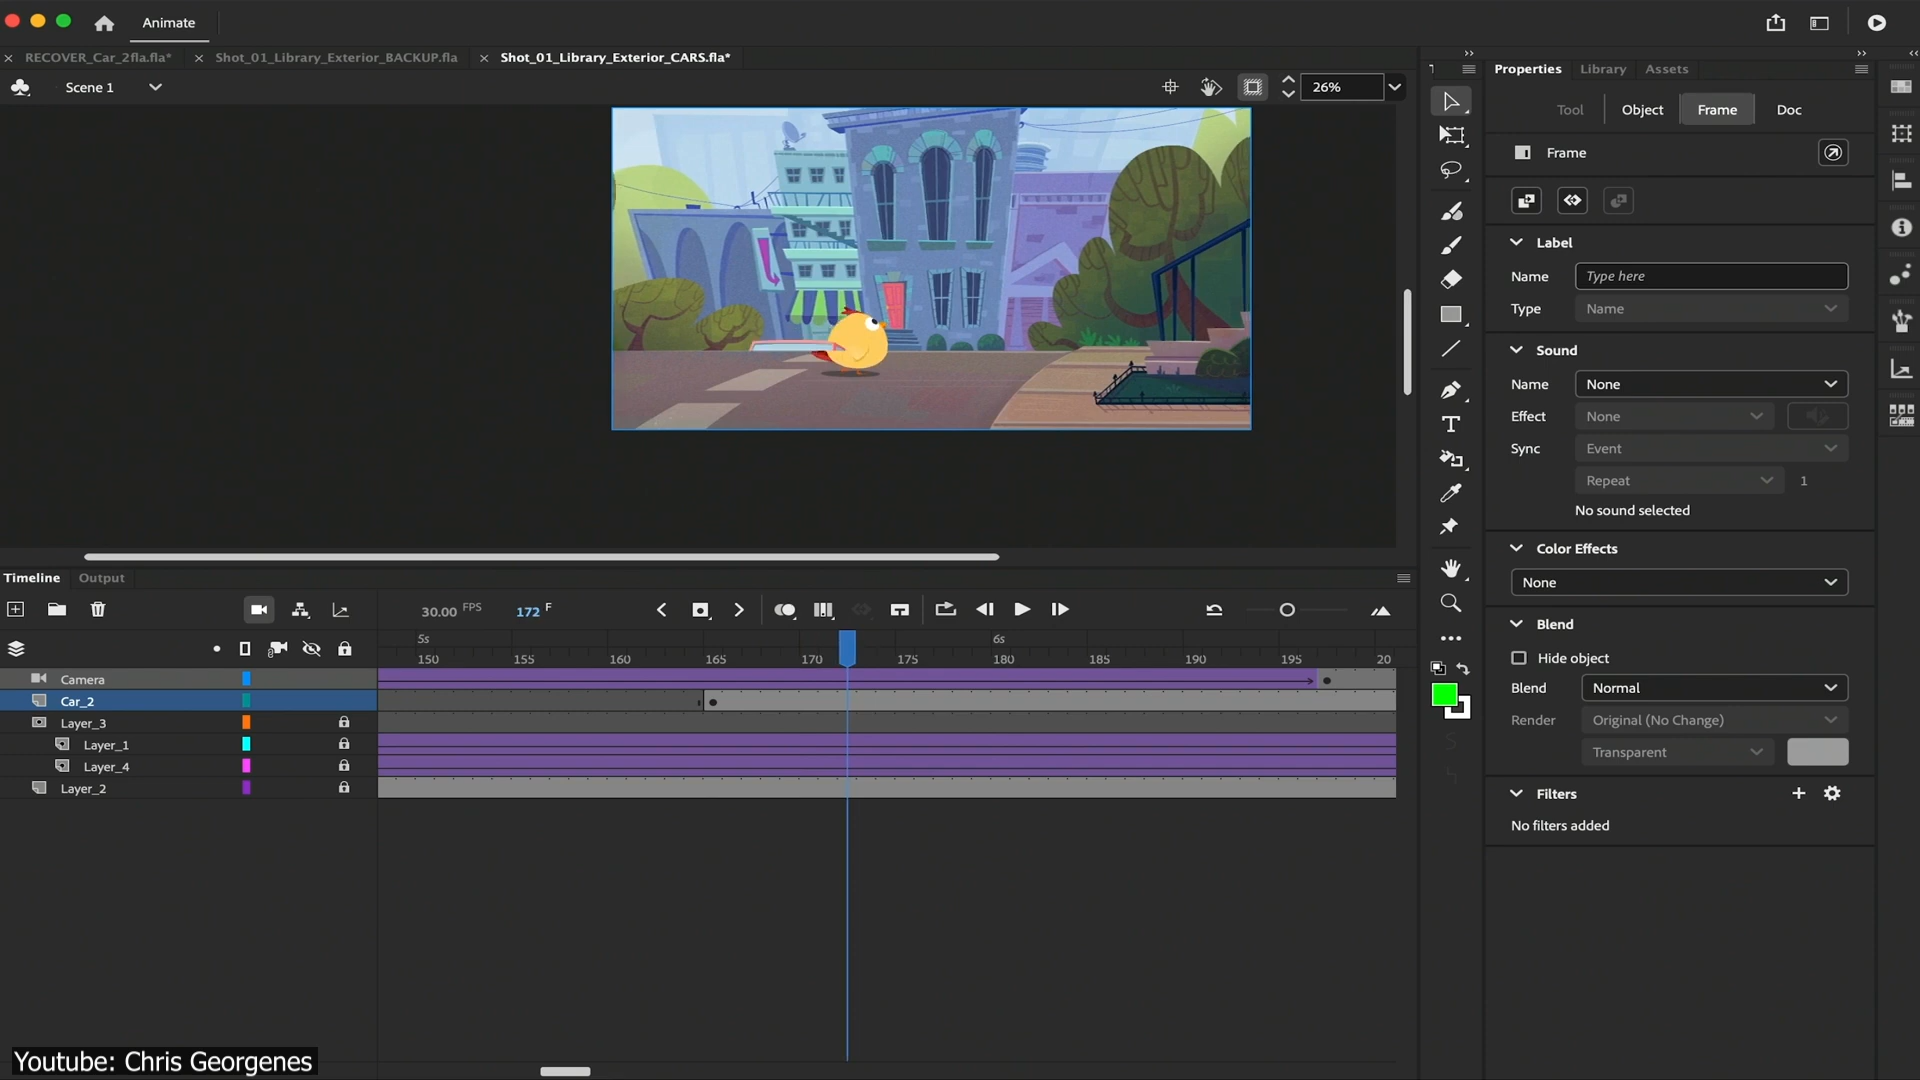 Animate
RECOVER_Car_2fla.fla*
Shot_01_Library_Exterior_BACKUP.fla
Shot_01_Library_Exterior_CARS.fla*
Scene 1
26%
Properties Library Assets
Tool Object Frame Doc
Frame
Label
Name Type here
Type Name
Sound
Name None
Effect None
Sync Event
Repeat 1
No sound selected
Color Effects
None
Blend
Hide object
Blend Normal
Render Original (No Change)
Transparent
Filters
No filters added
Timeline Output
30.00 FPS 172 F
5s 6s
150 155 160 165 170 175 180 185 190 195 20
Camera
Car_2
Layer_3
Layer_1
Layer_4
Layer_2
Youtube: Chris Georgenes